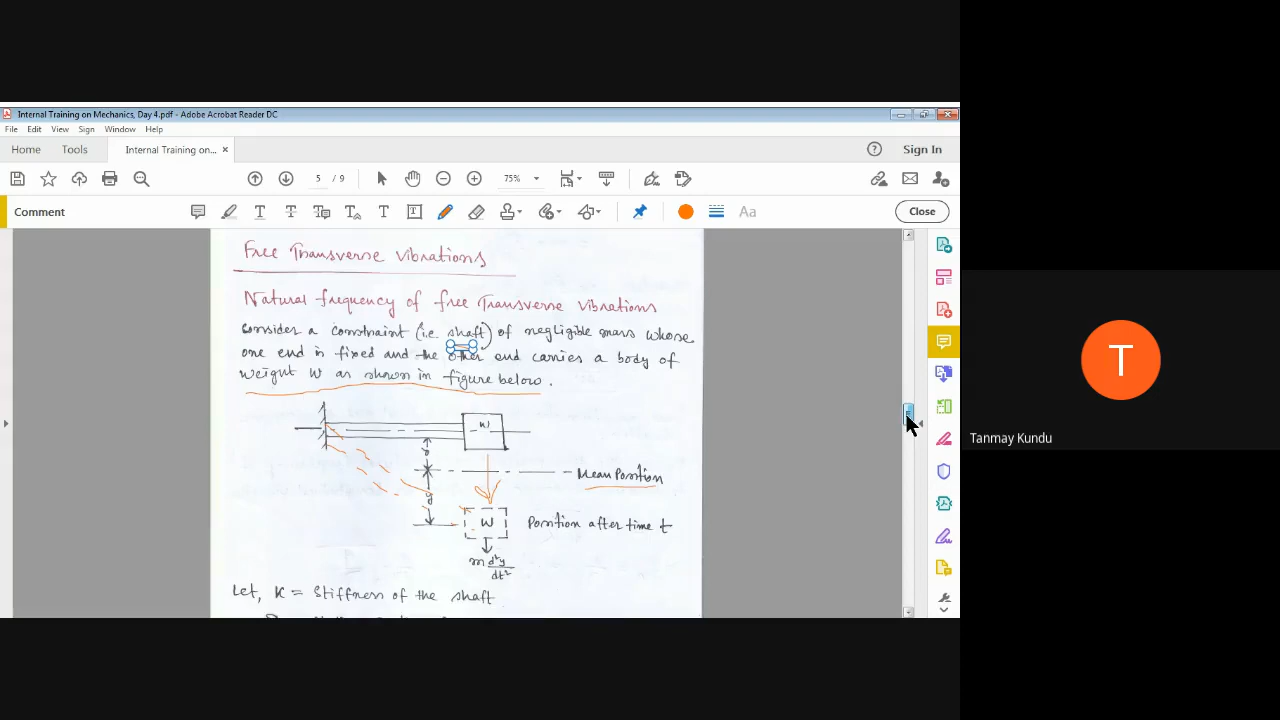 Internal Training on Mechanics, Day 4.pdf - Adobe Acrobat Reader DC
File Edit View Sign Window Help
Home Tools Internal Training on... × Sign In
5 / 9 75%
Comment Aa Close
Free Transverse vibrations
Natural frequency of free Transverse vibrations
Consider a constraint (i.e. shaft) of negligible mass whose
one end is fixed and the other end carries a body of
weight W as shown in figure below.
W
δ
Mean Position
y
W Position after time t
m d²y/dt²
Let, K = Stiffness of the shaft
T
Tanmay Kundu